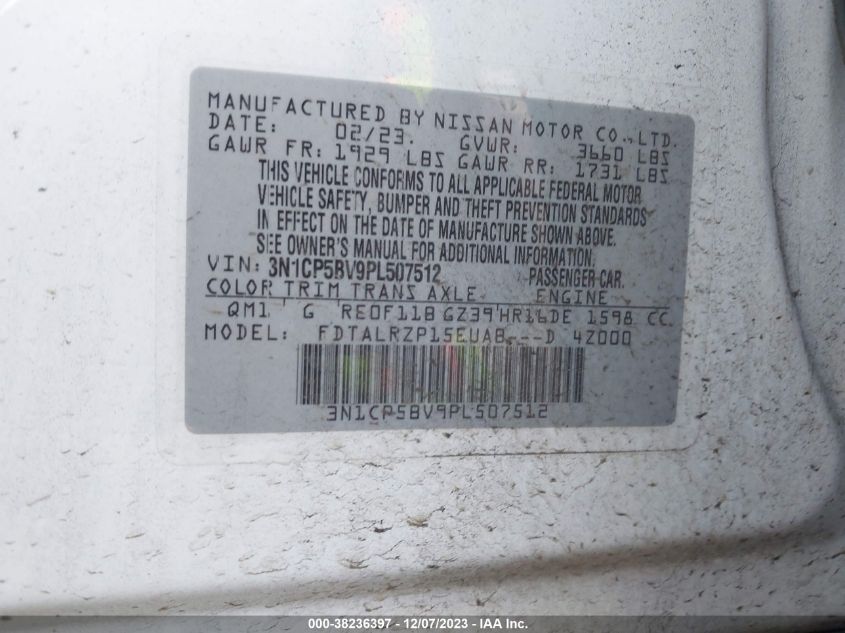 MANUFACTURED BY NISSAN MOTOR CO.,LTD.
DATE: 02/23. GVWR: 3660 LBS
GAWR FR: 1929 LBS GAWR RR: 1731 LBS
THIS VEHICLE CONFORMS TO ALL APPLICABLE FEDERAL MOTOR
VEHICLE SAFETY, BUMPER AND THEFT PREVENTION STANDARDS
IN EFFECT ON THE DATE OF MANUFACTURE SHOWN ABOVE.
SEE OWNER'S MANUAL FOR ADDITIONAL INFORMATION.
VIN: 3N1CP5BV9PL507512 PASSENGER CAR.
COLOR TRIM TRANS AXLE ENGINE
QM1 G RE0F11B GZ39 HR16DE 1598 CC
MODEL: FDTALRZP15EUAB---D 4Z000
3N1CP5BV9PL507512
000-38236397 - 12/07/2023 - IAA Inc.